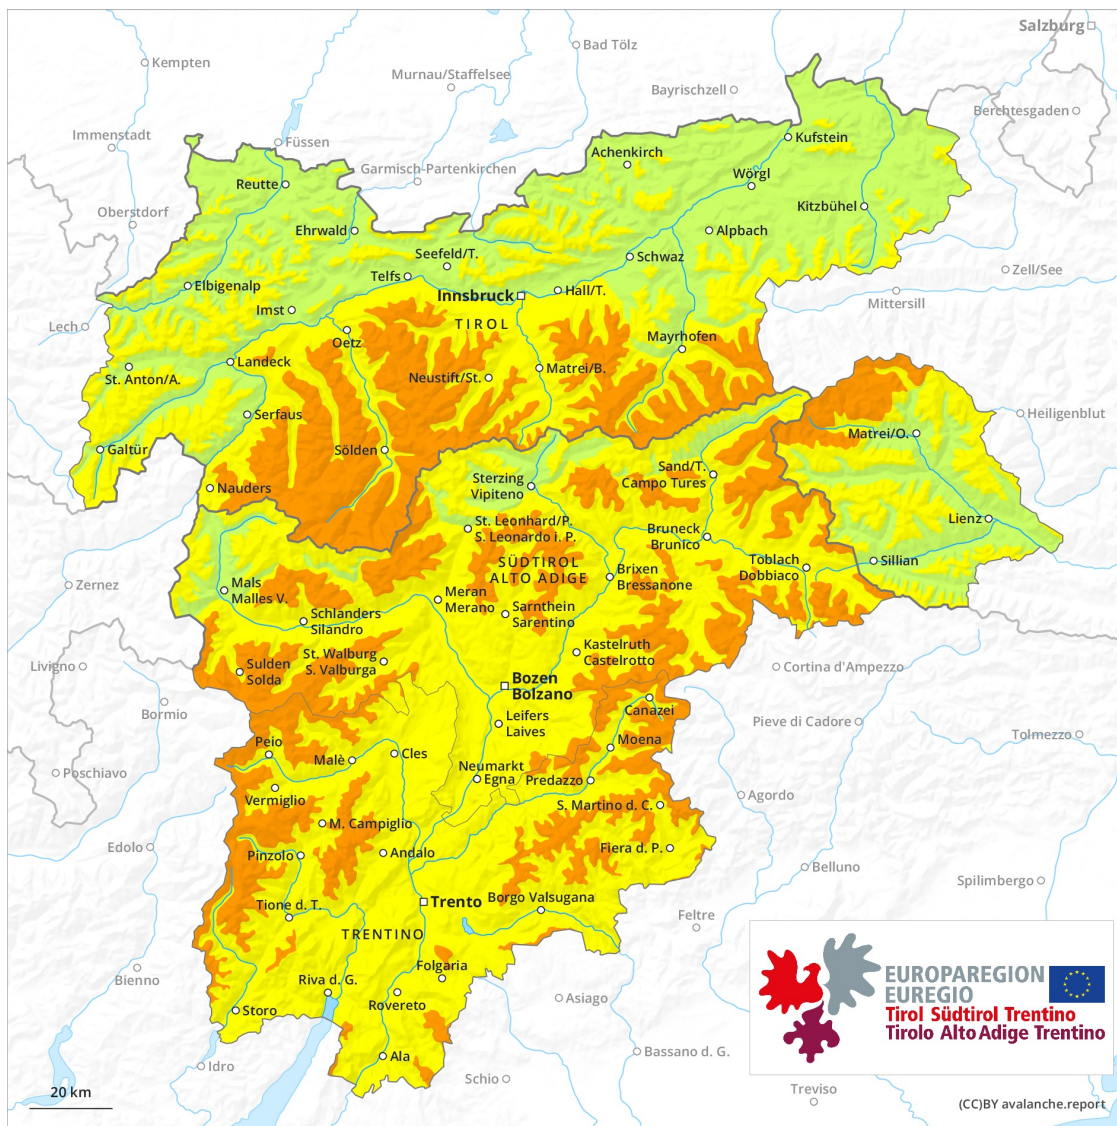 Salzburg
Kempten
Bad Tölz
Murnau/Staffelsee
Bayrischzell
Berchtesgaden
Immenstadt
Füssen
Kufstein
Achenkirch
Garmisch-Partenkirchen
Wörgl
Reutte
Oberstdorf
Kitzbühel
Ehrwald
Alpbach
Seefeld/T.
Schwaz
Telfs
Zell/See
Elbigenalp
Innsbruck
Hall/T.
Mittersill
Imst
Lech
TIROL
Oetz
Mayrhofen
Landeck
St. Anton/A.
Neustift/St.
Matrei/B.
Serfaus
Heiligenblut
Matrei/O.
Galtür
Sölden
Nauders
Sterzing
Vipiteno
Sand/T.
Campo Tures
Lienz
St. Leonhard/P.
S. Leonardo i. P.
Bruneck
Brunico
SÜDTIROL
ALTO ADIGE
Toblach
Dobbiaco
Sillian
Zernez
Mals
Malles V.
Brixen
Bressanone
Meran
Merano
Schlanders
Silandro
Sarnthein
Sarentino
Livigno
Sulden
Solda
St. Walburg
S. Valburga
Kastelruth
Castelrotto
Cortina d'Ampezzo
Bozen
Bolzano
Bormio
Canazei
Leifers
Laives
Pieve di Cadore
Tolmezzo
Peio
Moena
Malè
Cles
Poschiavo
Neumarkt
Egna
Predazzo
Vermiglio
Agordo
S. Martino d. C.
M. Campiglio
Edolo
Pinzolo
Andalo
Fiera d. P.
Belluno
Spilimbergo
Tione d. T.
Trento
Borgo Valsugana
Feltre
TRENTINO
Folgaria
Bienno
Riva d. G.
Rovereto
Asiago
Storo
EUROPAREGION
EUREGIO
Tirol Südtirol Trentino
Tirolo Alto Adige Trentino
Ala
Idro
Schio
Bassano d. G.
20 km
Treviso
(CC)BY avalanche.report